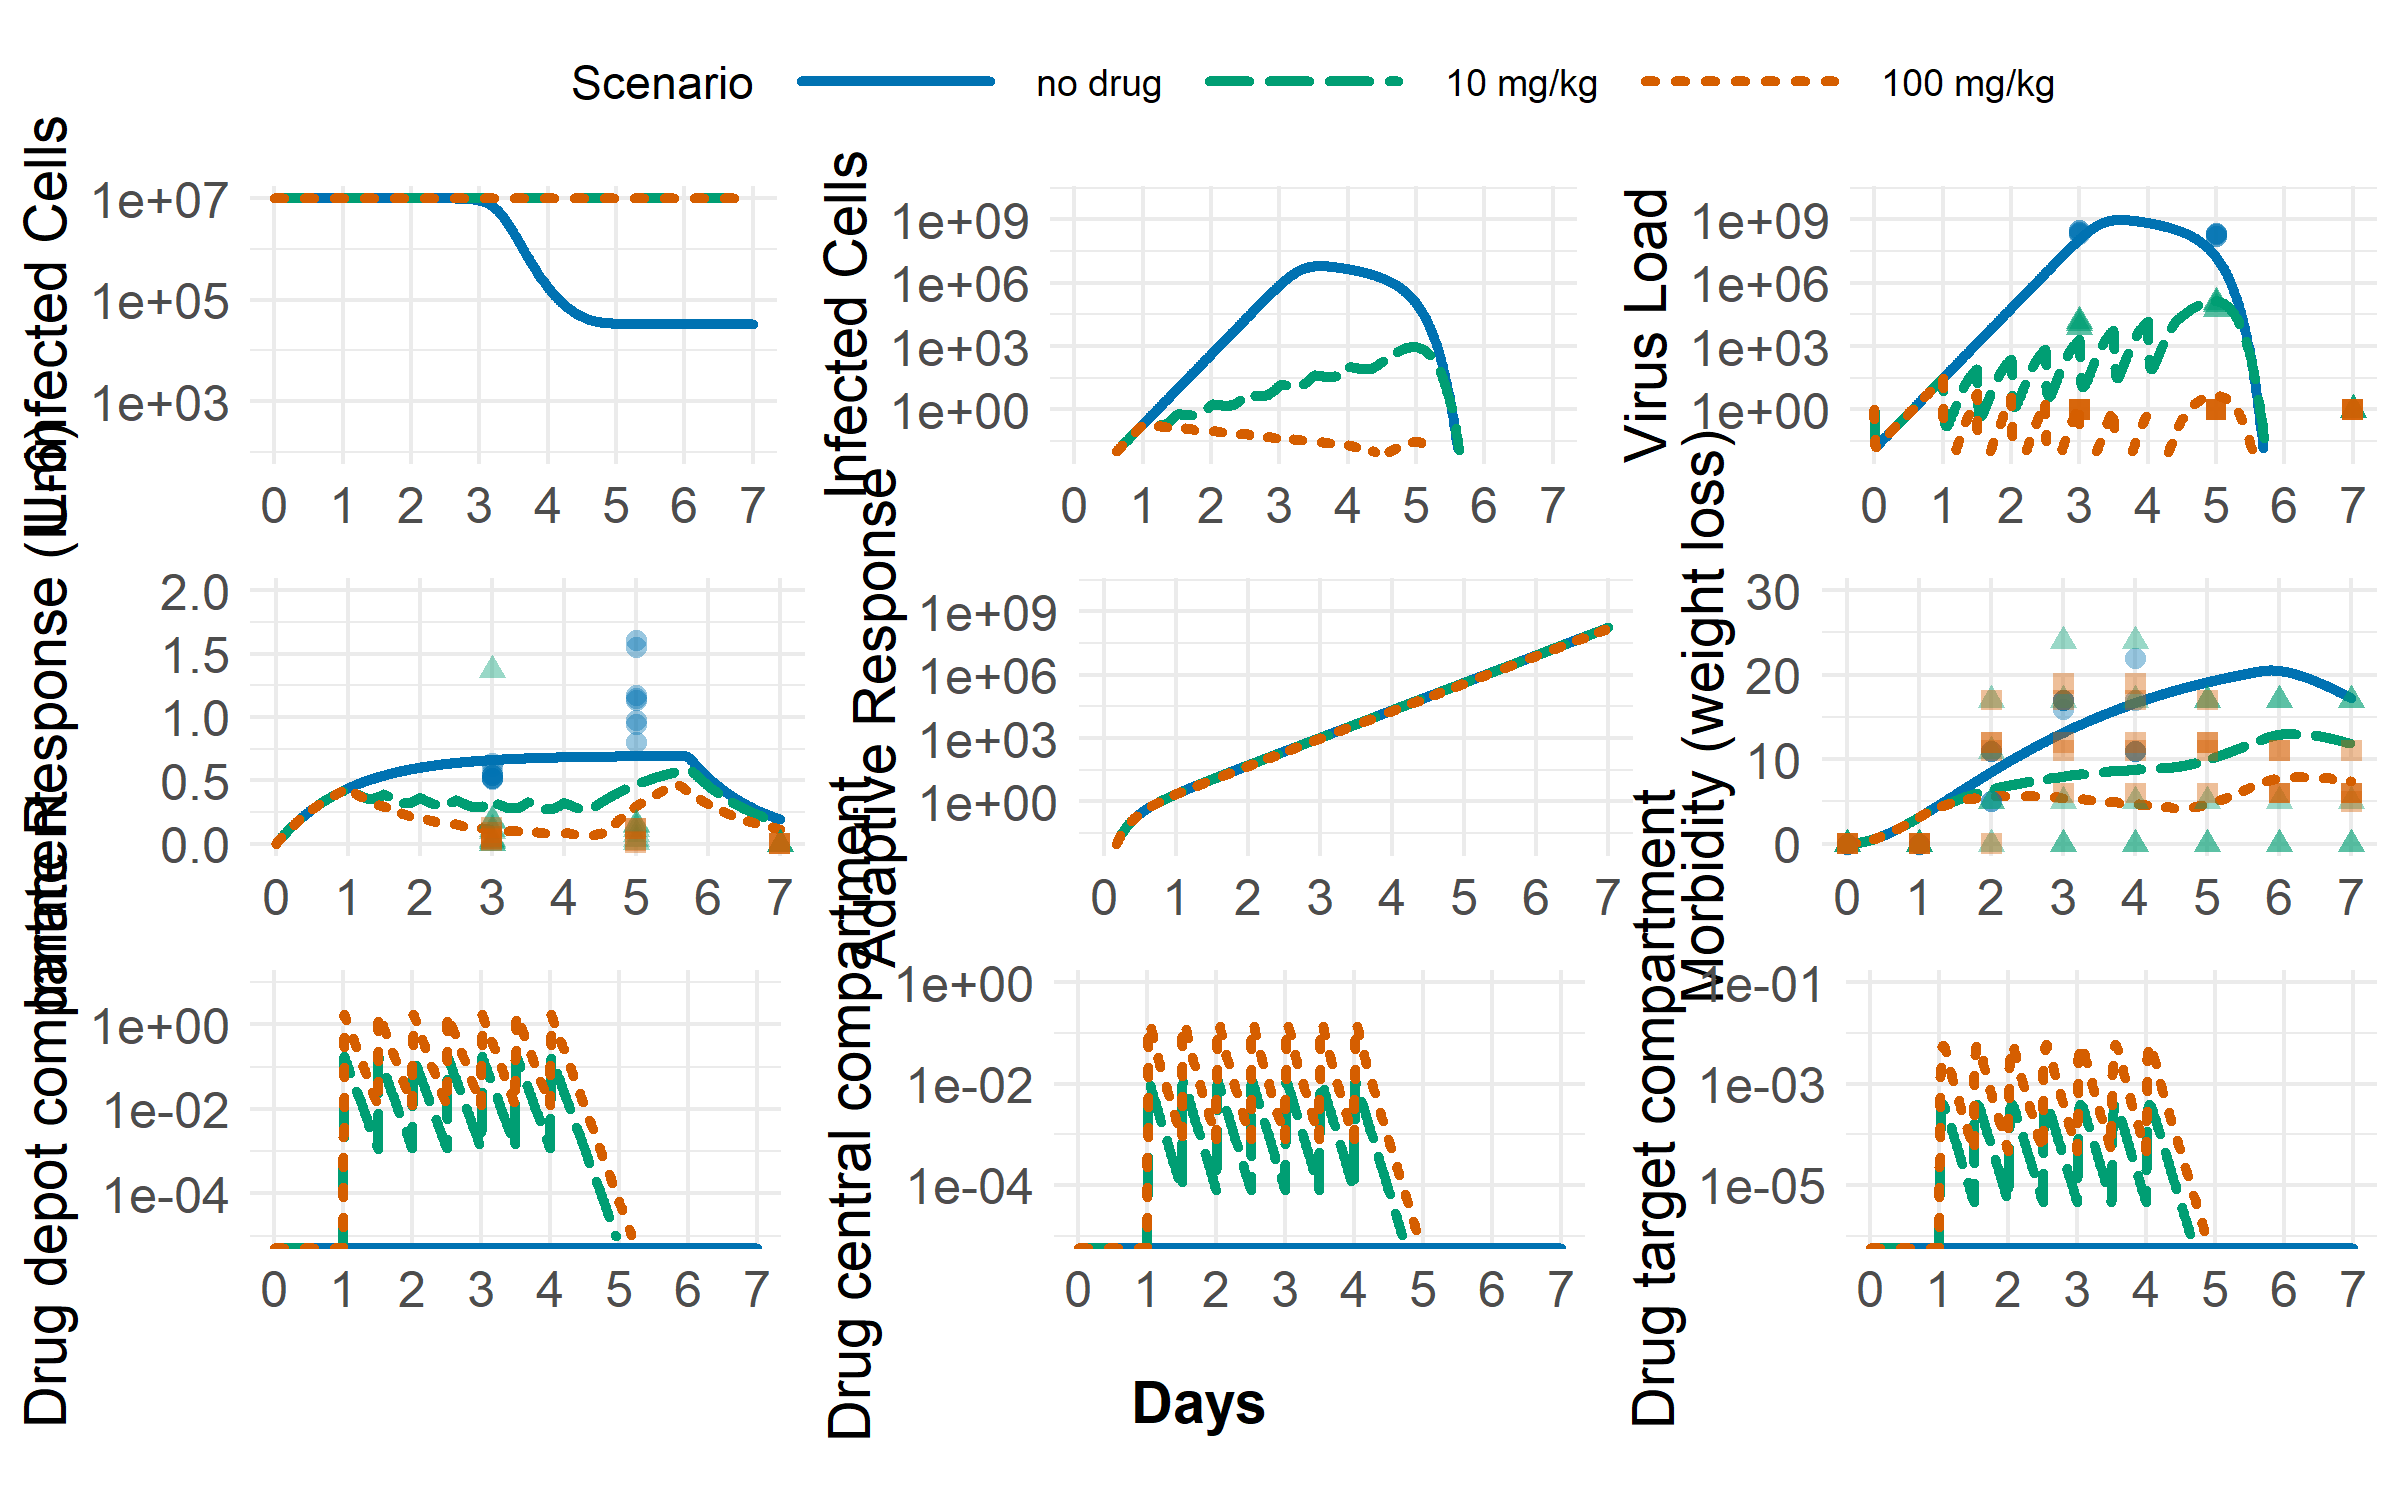 Scenario no drug 10 mg/kg 100 mg/kg
Uninfected Cells
1e+07
1e+05
1e+03
0 1 2 3 4 5 6 7
Infected Cells
1e+09
1e+06
1e+03
1e+00
0 1 2 3 4 5 6 7
Virus Load
1e+09
1e+06
1e+03
1e+00
0 1 2 3 4 5 6 7
Innate Response (IL-6)
2.0
1.5
1.0
0.5
0.0
0 1 2 3 4 5 6 7
Adaptive Response
1e+09
1e+06
1e+03
1e+00
0 1 2 3 4 5 6 7
Morbidity (weight loss)
30
20
10
0
0 1 2 3 4 5 6 7
Drug depot compartment
1e+00
1e-02
1e-04
0 1 2 3 4 5 6 7
Drug central compartment
1e+00
1e-02
1e-04
0 1 2 3 4 5 6 7
Drug target compartment
1e-01
1e-03
1e-05
0 1 2 3 4 5 6 7
Days